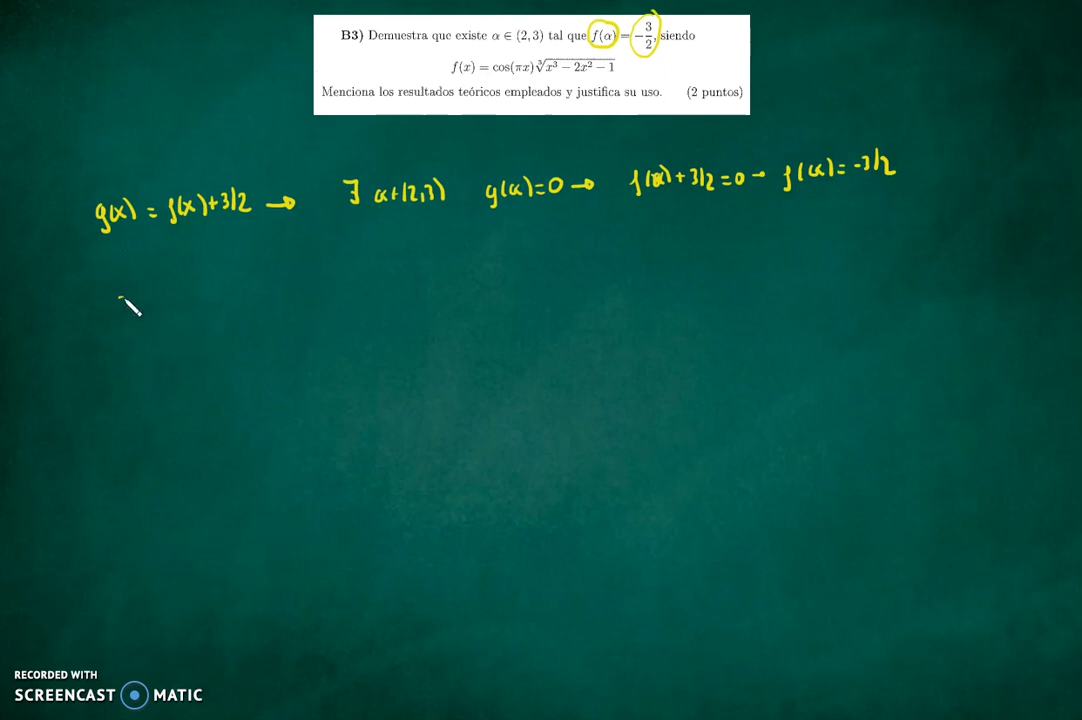 B3) Demuestra que existe α ∈ (2, 3) tal que f(α) = −3/2, siendo
f(x) = cos(πx) ∛(x³ − 2x² − 1)
Menciona los resultados teóricos empleados y justifica su uso. (2 puntos)
g(x) = f(x)+3/2 → ∃ α∈(2,3) g(α)=0 → f(α)+3/2=0 → f(α)=-3/2
RECORDED WITH
SCREENCAST MATIC